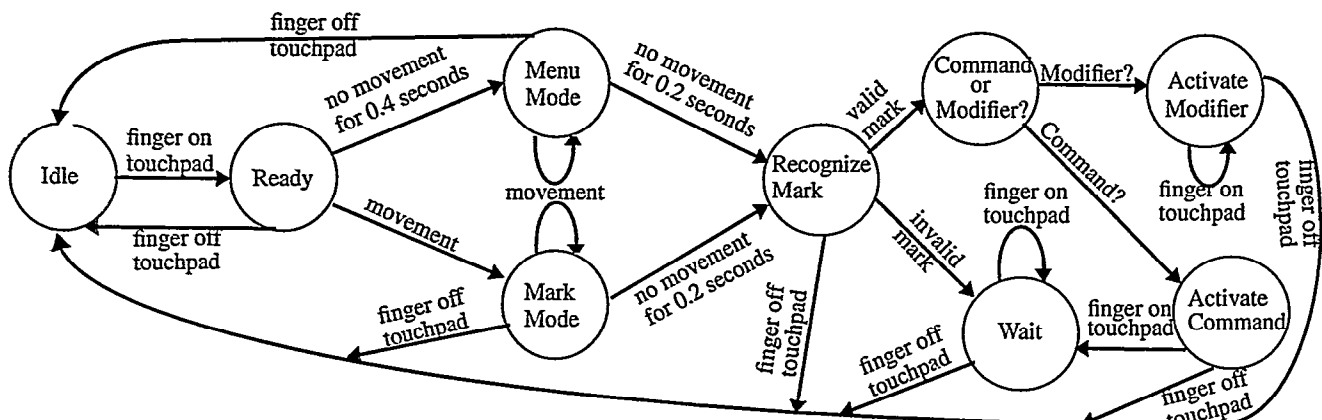 finger off
touchpad
Idle
finger on
touchpad
finger off
touchpad
Ready
no movement
for 0.4 seconds
movement
Menu
Mode
movement
Mark
Mode
finger off
touchpad
no movement
for 0.2 seconds
no movement
for 0.2 seconds
Recognize
Mark
valid
mark
invalid
mark
finger off
touchpad
Command
or
Modifier?
Modifier?
Command?
Activate
Modifier
finger on
touchpad
finger off
touchpad
finger on
touchpad
Wait
finger off
touchpad
finger on
touchpad
Activate
Command
finger off
touchpad